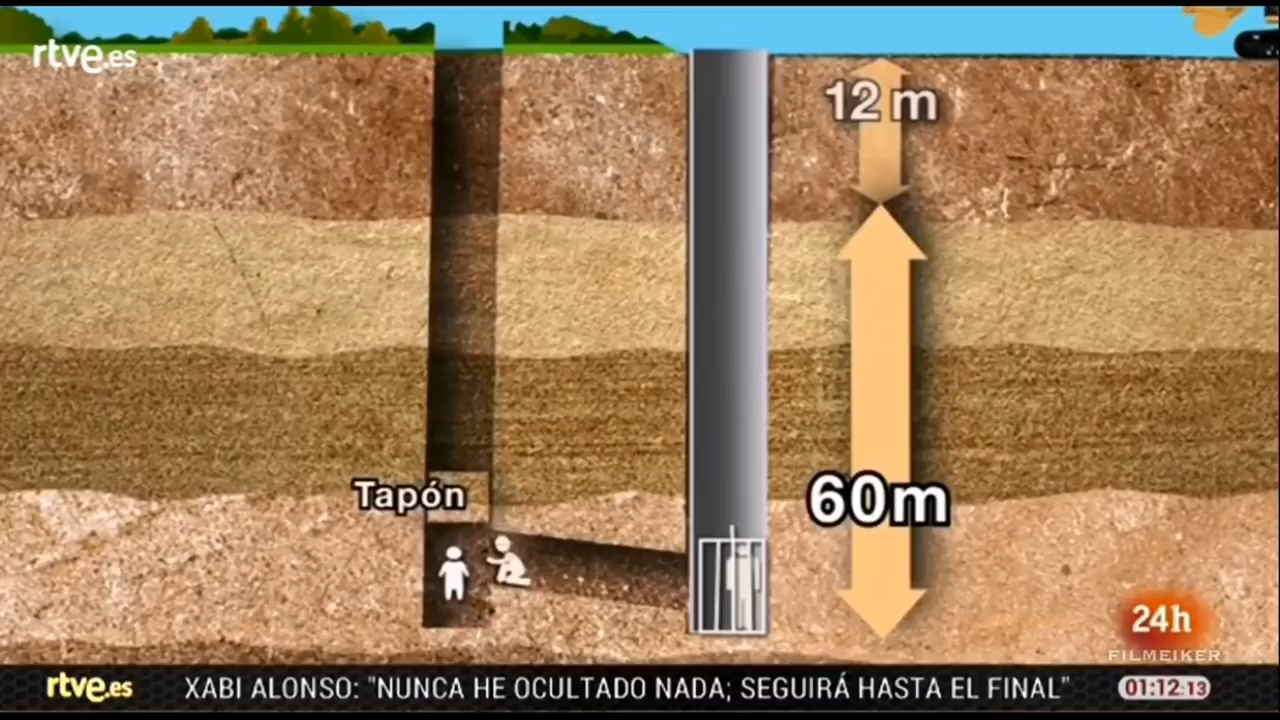 rtve.es
12 m
Tapón
60m
24h
FILMEIKER
rtve.es XABI ALONSO: "NUNCA HE OCULTADO NADA; SEGUIRÁ HASTA EL FINAL" 01:12:13